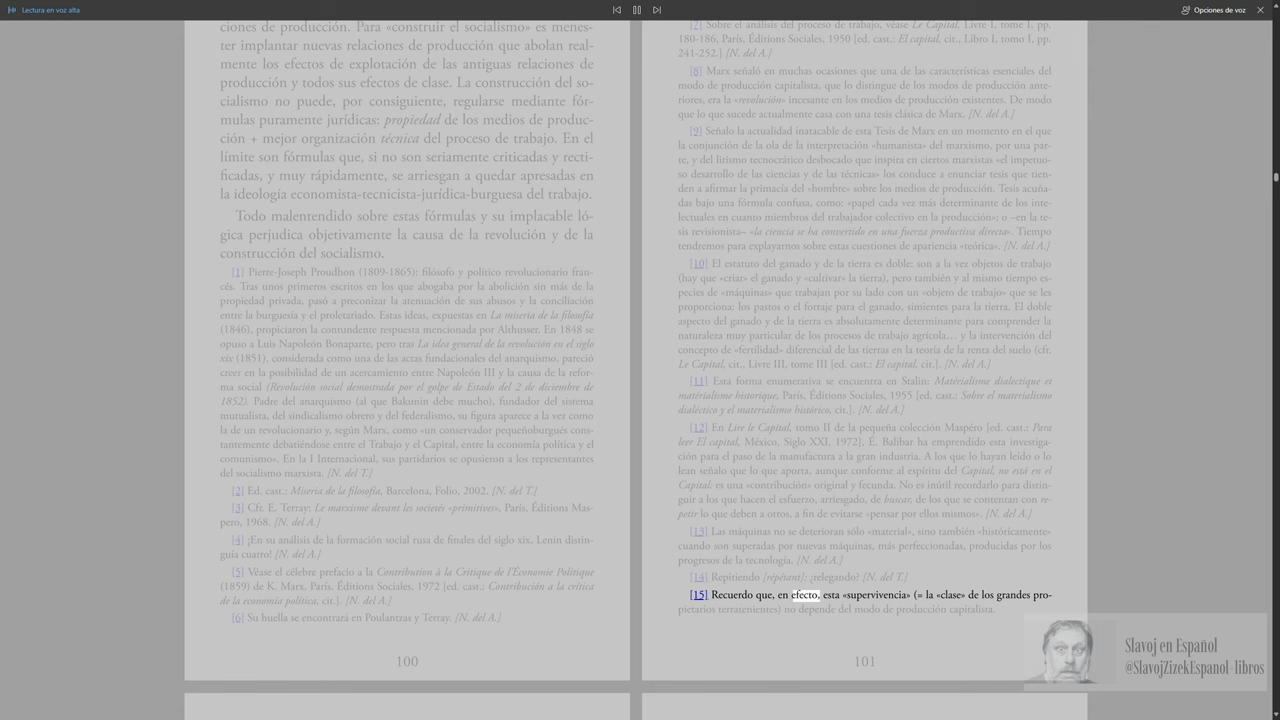 Lectura en voz alta
Opciones de voz
ciones de producción. Para «construir el socialismo» es menes-
ter implantar nuevas relaciones de producción que abolan real-
mente los efectos de explotación de las antiguas relaciones de
producción y todos sus efectos de clase. La construcción del so-
cialismo no puede, por consiguiente, regularse mediante fór-
mulas puramente jurídicas: propiedad de los medios de produc-
ción + mejor organización técnica del proceso de trabajo. En el
límite son fórmulas que, si no son seriamente criticadas y recti-
ficadas, y muy rápidamente, se arriesgan a quedar apresadas en
la ideología economista-tecnicista-jurídica-burguesa del trabajo.
Todo malentendido sobre estas fórmulas y su implacable ló-
gica perjudica objetivamente la causa de la revolución y de la
construcción del socialismo.
[1] Pierre-Joseph Proudhon (1809-1865): filósofo y político revolucionario fran-
cés. Tras unos primeros escritos en los que abogaba por la abolición sin más de la
propiedad privada, pasó a preconizar la atenuación de sus abusos y la conciliación
entre la burguesía y el proletariado. Estas ideas, expuestas en La miseria de la filosofía
(1846), propiciaron la contundente respuesta mencionada por Althusser. En 1848 se
opuso a Luis Napoleón Bonaparte, pero tras La idea general de la revolución en el siglo
xix (1851), considerada como una de las actas fundacionales del anarquismo, pareció
creer en la posibilidad de un acercamiento entre Napoleón III y la causa de la refor-
ma social (Revolución social demostrada por el golpe de Estado del 2 de diciembre de
1852). Padre del anarquismo (al que Bakunin debe mucho), fundador del sistema
mutualista, del sindicalismo obrero y del federalismo, su figura aparece a la vez como
la de un revolucionario y, según Marx, como «un conservador pequeñoburgués cons-
tantemente debatiéndose entre el Trabajo y el Capital, entre la economía política y el
comunismo». En la I Internacional, sus partidarios se opusieron a los representantes
del socialismo marxista. [N. del T.]
[2] Ed. cast.: Miseria de la filosofía, Barcelona, Folio, 2002. [N. del T.]
[3] Cfr. E. Terray: Le marxisme devant les societés «primitives», París, Éditions Mas-
pero, 1968. [N. del A.]
[4] ¡En su análisis de la formación social rusa de finales del siglo xix, Lenin distin-
guía cuatro! [N. del A.]
[5] Véase el célebre prefacio a la Contribution à la Critique de l'Économie Politique
(1859) de K. Marx, París, Éditions Sociales, 1972 [ed. cast.: Contribución a la crítica
de la economía política, cit.]. [N. del A.]
[6] Su huella se encontrará en Poulantzas y Terray. [N. del A.]
100
[7] Sobre el análisis del proceso de trabajo, véase Le Capital, Livre I, tome I, pp.
180-186, París, Éditions Sociales, 1950 [ed. cast.: El capital, cit., Libro I, tomo I, pp.
241-252.] [N. del A.]
[8] Marx señaló en muchas ocasiones que una de las características esenciales del
modo de producción capitalista, que lo distingue de los modos de producción ante-
riores, era la «revolución» incesante en los medios de producción existentes. De modo
que lo que sucede actualmente casa con una tesis clásica de Marx. [N. del A.]
[9] Señalo la actualidad inatacable de esta Tesis de Marx en un momento en el que
la conjunción de la ola de la interpretación «humanista» del marxismo, por una par-
te, y del litismo tecnocrático desbocado que inspira en ciertos marxistas «el impetuo-
so desarrollo de las ciencias y de las técnicas» los conduce a enunciar tesis que tien-
den a afirmar la primacía del «hombre» sobre los medios de producción. Tesis acuña-
das bajo una fórmula confusa, como: «papel cada vez más determinante de los inte-
lectuales en cuanto miembros del trabajador colectivo en la producción»; o –en la te-
sis revisionista– «la ciencia se ha convertido en una fuerza productiva directa». Tiempo
tendremos para explayarnos sobre estas cuestiones de apariencia «teórica». [N. del A.]
[10] El estatuto del ganado y de la tierra es doble: son a la vez objetos de trabajo
(hay que «criar» el ganado y «cultivar» la tierra), pero también y al mismo tiempo es-
pecies de «máquinas» que trabajan por su lado con un «objeto de trabajo» que se les
proporciona: los pastos o el forraje para el ganado, simientes para la tierra. El doble
aspecto del ganado y de la tierra es absolutamente determinante para comprender la
naturaleza muy particular de los procesos de trabajo agrícola… y la intervención del
concepto de «fertilidad» diferencial de las tierras en la teoría de la renta del suelo (cfr.
Le Capital, cit., Livre III, tome III [ed. cast.: El capital, cit.]. [N. del A.]
[11] Esta forma enumerativa se encuentra en Stalin: Matérialisme dialectique et
matérialisme historique, París, Éditions Sociales, 1955 [ed. cast.: Sobre el materialismo
dialéctico y el materialismo histórico, cit.]. [N. del A.]
[12] En Lire le Capital, tomo II de la pequeña colección Maspéro [ed. cast.: Para
leer El capital, México, Siglo XXI, 1972], É. Balibar ha emprendido esta investiga-
ción para el paso de la manufactura a la gran industria. A los que lo hayan leído o lo
lean señalo que lo que aporta, aunque conforme al espíritu del Capital, no está en el
Capital: es una «contribución» original y fecunda. No es inútil recordarlo para distin-
guir a los que hacen el esfuerzo, arriesgado, de buscar, de los que se contentan con re-
petir lo que deben a otros, a fin de evitarse «pensar por ellos mismos». [N. del A.]
[13] Las máquinas no se deterioran sólo «material», sino también «históricamente»
cuando son superadas por nuevas máquinas, más perfeccionadas, producidas por los
progresos de la tecnología. [N. del A.]
[14] Repitiendo [répétant]: ¿relegando? [N. del T.]
[15] Recuerdo que, en efecto, esta «supervivencia» (= la «clase» de los grandes pro-
pietarios terratenientes) no depende del modo de producción capitalista.
101
Slavoj en Español
@SlavojZizekEspanol-libros